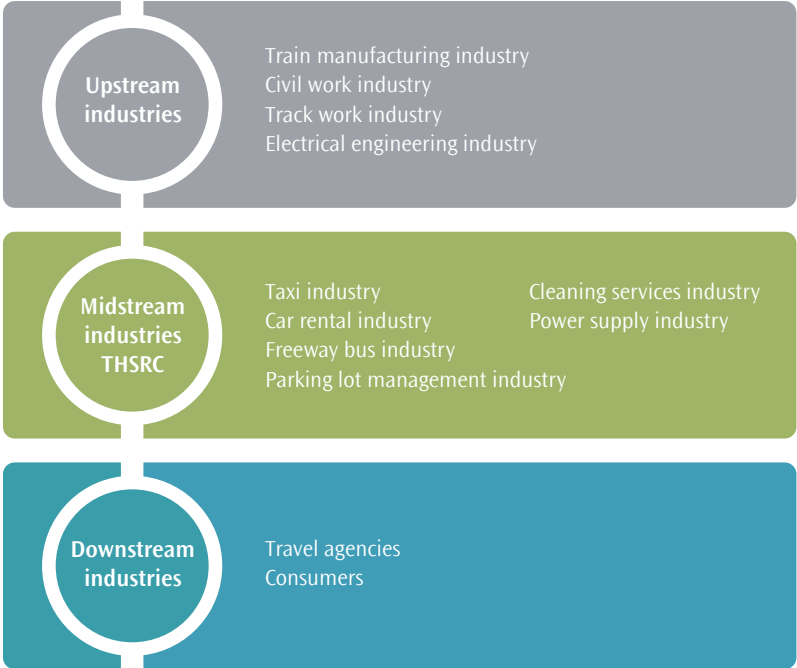 Upstream
industries
Train manufacturing industry
Civil work industry
Track work industry
Electrical engineering industry
Midstream
industries
THSRC
Taxi industry
Car rental industry
Freeway bus industry
Parking lot management industry
Cleaning services industry
Power supply industry
Downstream
industries
Travel agencies
Consumers